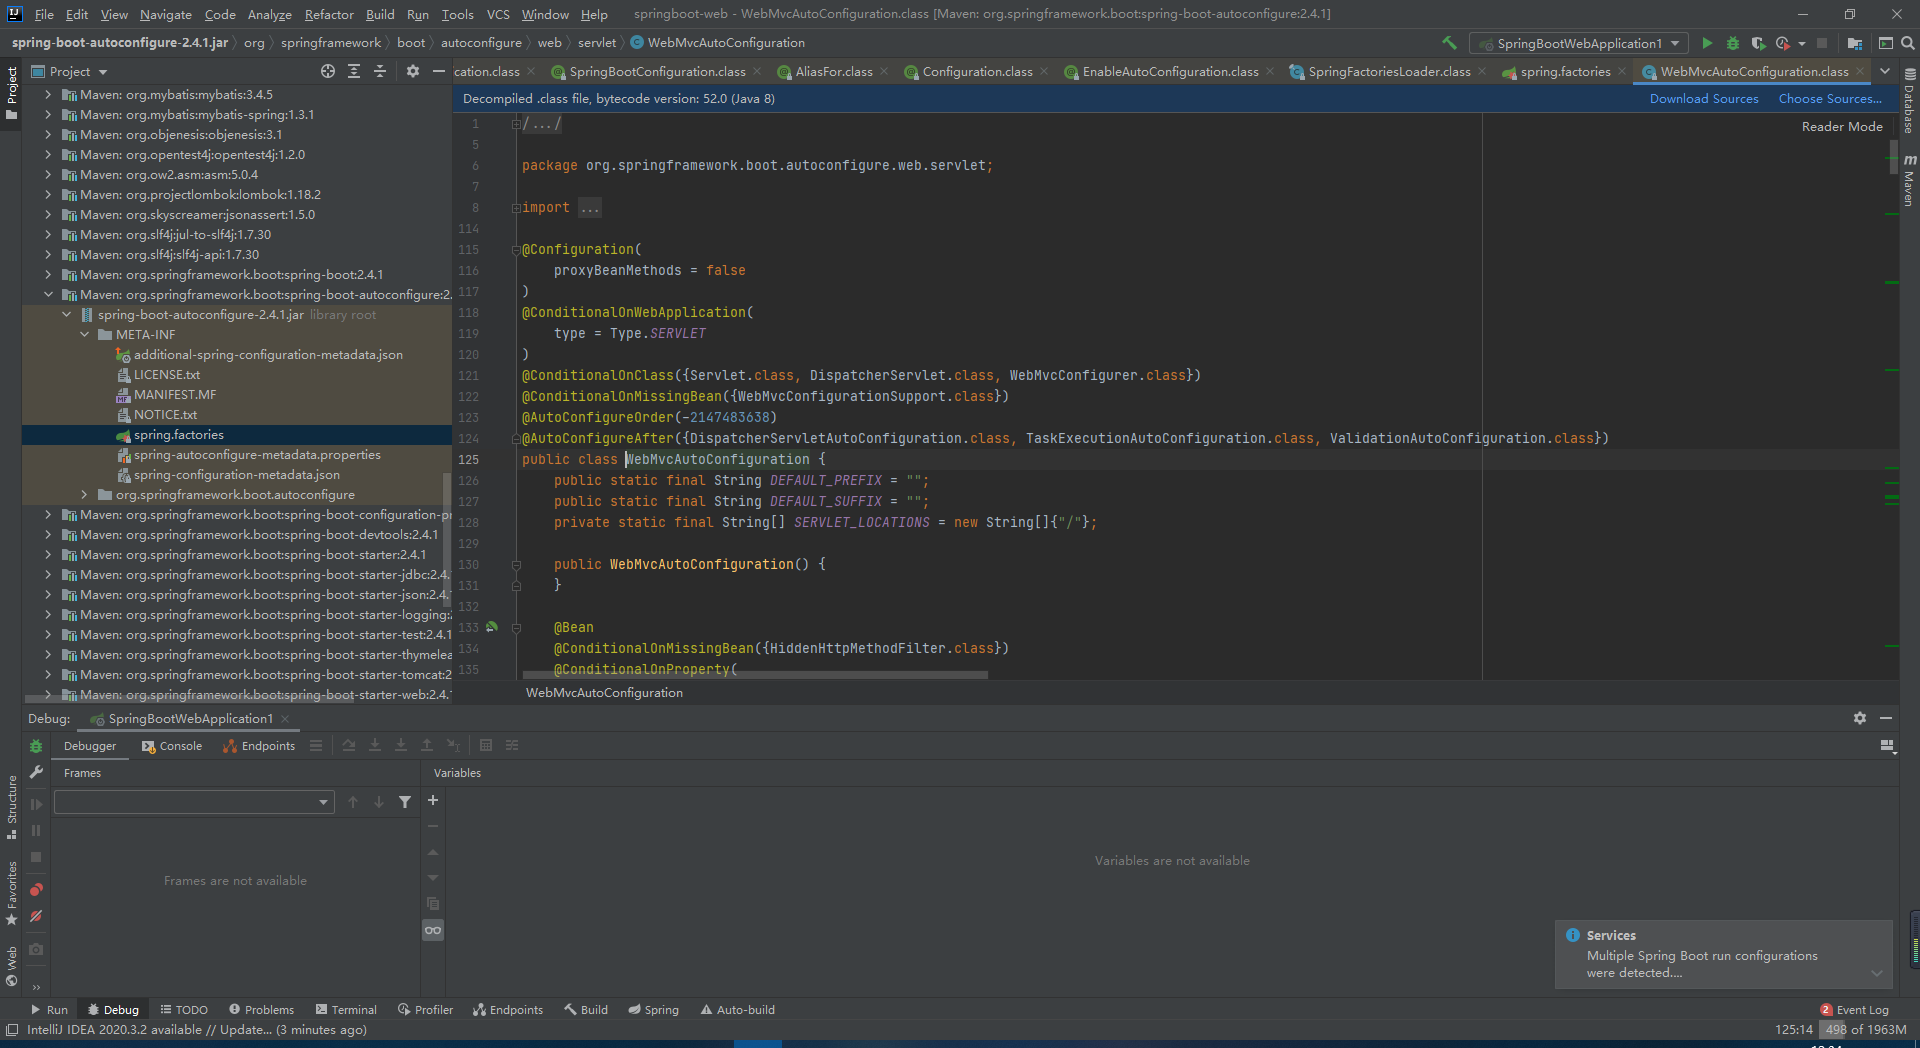 File Edit View Navigate Code Analyze Refactor Build Run Tools VCS Window Help springboot-web - WebMvcAutoConfiguration.class [Maven: org.springframework.boot:spring-boot-autoconfigure:2.4.1]
spring-boot-autoconfigure-2.4.1.jar org springframework boot autoconfigure web servlet WebMvcAutoConfiguration SpringBootWebApplication1
Project
cation.class SpringBootConfiguration.class AliasFor.class Configuration.class EnableAutoConfiguration.class SpringFactoriesLoader.class spring.factories WebMvcAutoConfiguration.class
Project
Structure
Favorites
Web
Database
Maven
Maven: org.mybatis:mybatis:3.4.5
Maven: org.mybatis:mybatis-spring:1.3.1
Maven: org.objenesis:objenesis:3.1
Maven: org.opentest4j:opentest4j:1.2.0
Maven: org.ow2.asm:asm:5.0.4
Maven: org.projectlombok:lombok:1.18.2
Maven: org.skyscreamer:jsonassert:1.5.0
Maven: org.slf4j:jul-to-slf4j:1.7.30
Maven: org.slf4j:slf4j-api:1.7.30
Maven: org.springframework.boot:spring-boot:2.4.1
Maven: org.springframework.boot:spring-boot-autoconfigure:2.
spring-boot-autoconfigure-2.4.1.jar library root
META-INF
additional-spring-configuration-metadata.json
LICENSE.txt
MANIFEST.MF
NOTICE.txt
spring.factories
spring-autoconfigure-metadata.properties
spring-configuration-metadata.json
org.springframework.boot.autoconfigure
Maven: org.springframework.boot:spring-boot-configuration-pr
Maven: org.springframework.boot:spring-boot-devtools:2.4.1
Maven: org.springframework.boot:spring-boot-starter:2.4.1
Maven: org.springframework.boot:spring-boot-starter-jdbc:2.4.
Maven: org.springframework.boot:spring-boot-starter-json:2.4.
Maven: org.springframework.boot:spring-boot-starter-logging:2
Maven: org.springframework.boot:spring-boot-starter-test:2.4.1
Maven: org.springframework.boot:spring-boot-starter-thymelea
Maven: org.springframework.boot:spring-boot-starter-tomcat:2
Maven: org.springframework.boot:spring-boot-starter-web:2.4.1
Decompiled .class file, bytecode version: 52.0 (Java 8) Download Sources Choose Sources...
Reader Mode
1 /.../
5
6 package org.springframework.boot.autoconfigure.web.servlet;
7
8 import ...
114
115 @Configuration(
116 proxyBeanMethods = false
117 )
118 @ConditionalOnWebApplication(
119 type = Type.SERVLET
120 )
121 @ConditionalOnClass({Servlet.class, DispatcherServlet.class, WebMvcConfigurer.class})
122 @ConditionalOnMissingBean({WebMvcConfigurationSupport.class})
123 @AutoConfigureOrder(-2147483638)
124 @AutoConfigureAfter({DispatcherServletAutoConfiguration.class, TaskExecutionAutoConfiguration.class, ValidationAutoConfiguration.class})
125 public class WebMvcAutoConfiguration {
126 public static final String DEFAULT_PREFIX = "";
127 public static final String DEFAULT_SUFFIX = "";
128 private static final String[] SERVLET_LOCATIONS = new String[]{"/"};
129
130 public WebMvcAutoConfiguration() {
131 }
132
133 @Bean
134 @ConditionalOnMissingBean({HiddenHttpMethodFilter.class})
135 @ConditionalOnProperty(
WebMvcAutoConfiguration
Debug: SpringBootWebApplication1
Debugger Console Endpoints
Frames
Variables
Frames are not available
Variables are not available
Services
Multiple Spring Boot run configurations
were detected....
Run Debug TODO Problems Terminal Profiler Endpoints Build Spring Auto-build 2 Event Log
IntelliJ IDEA 2020.3.2 available // Update... (3 minutes ago) 125:14 498 of 1963M